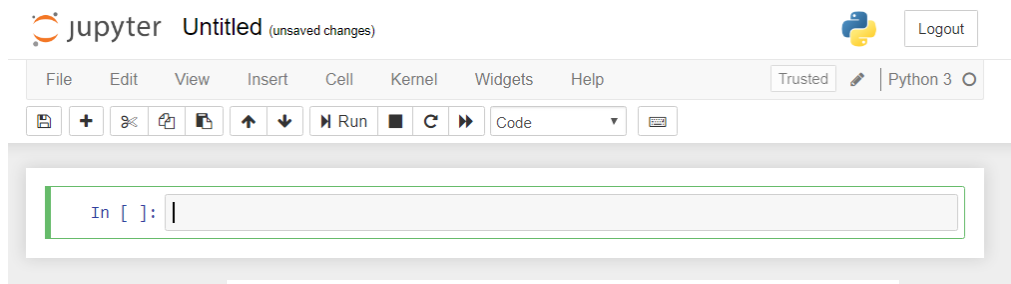 jupyter Untitled (unsaved changes) Logout
File Edit View Insert Cell Kernel Widgets Help Trusted Python 3
Run Code
In [ ]: